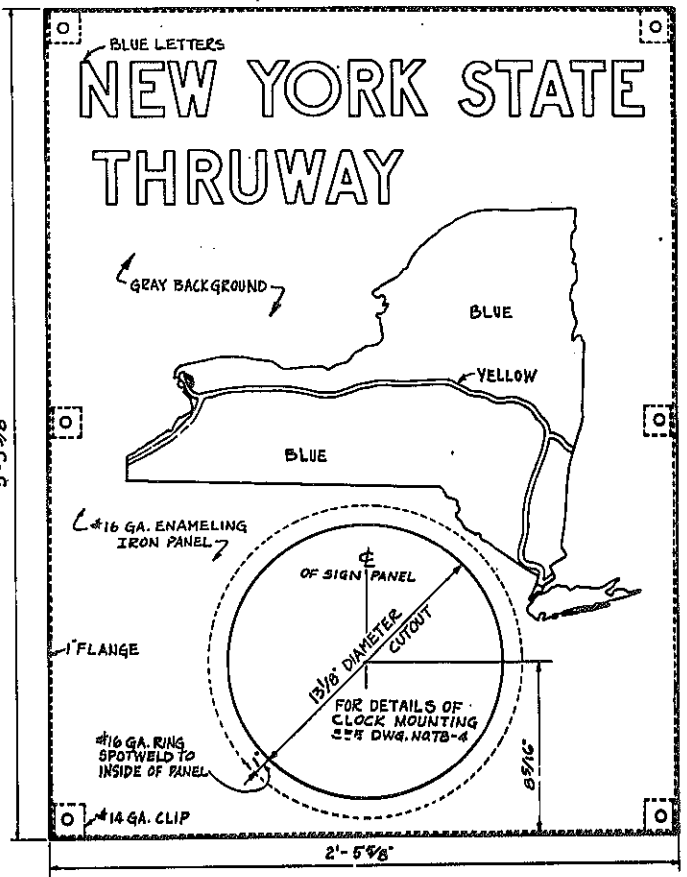 BLUE LETTERS
NEW YORK STATE
THRUWAY
GRAY BACKGROUND
BLUE
YELLOW
BLUE
#16 GA. ENAMELING
IRON PANEL
℄
OF SIGN PANEL
13 1/8" DIAMETER
CUTOUT
1" FLANGE
FOR DETAILS OF
CLOCK MOUNTING
SEE DWG. NO TB-4
#16 GA. RING
SPOTWELD TO
INSIDE OF PANEL
8 5/16"
#14 GA. CLIP
2'- 5 5/8"